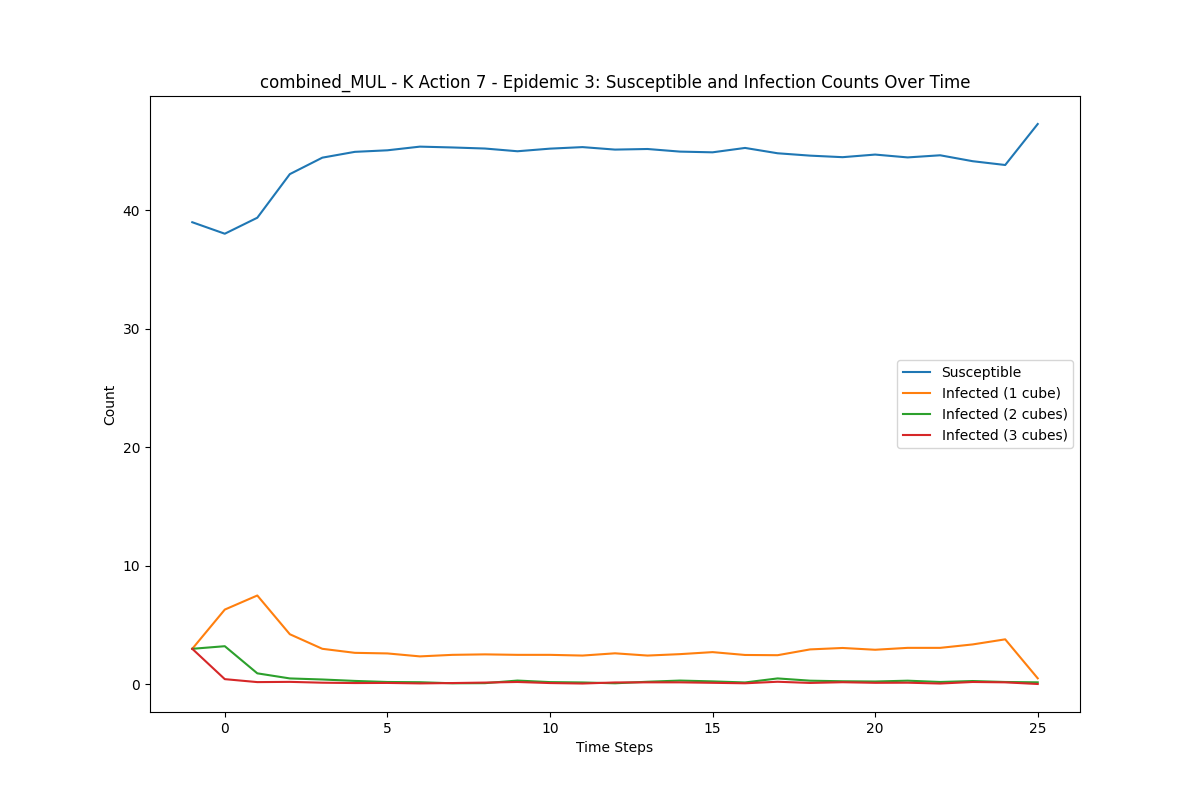 combined_MUL - K Action 7 - Epidemic 3: Susceptible and Infection Counts Over Time
Count
40
30
20
10
0
Susceptible
Infected (1 cube)
Infected (2 cubes)
Infected (3 cubes)
0 5 10 15 20 25
Time Steps